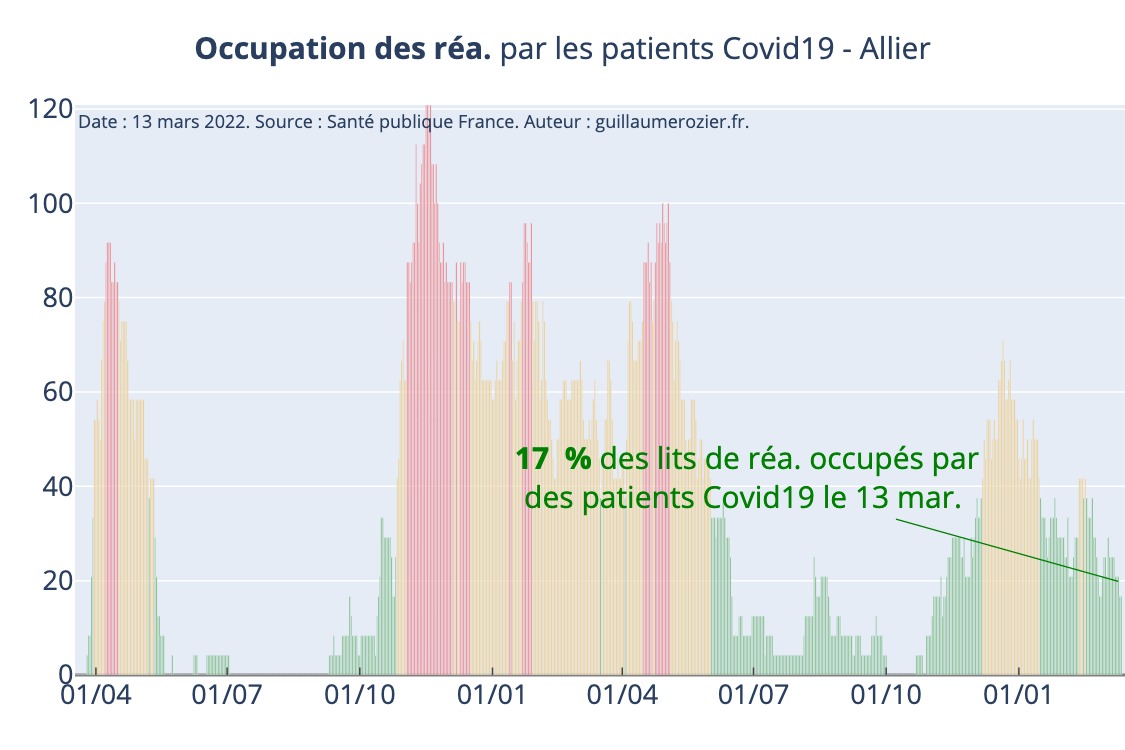 Occupation des réa. par les patients Covid19 - Allier
120
Date : 13 mars 2022. Source : Santé publique France. Auteur : guillaumerozier.fr.
100
80
60
17  % des lits de réa. occupés par
des patients Covid19 le 13 mar.
40
20
0
01/04 01/07 01/10 01/01 01/04 01/07 01/10 01/01